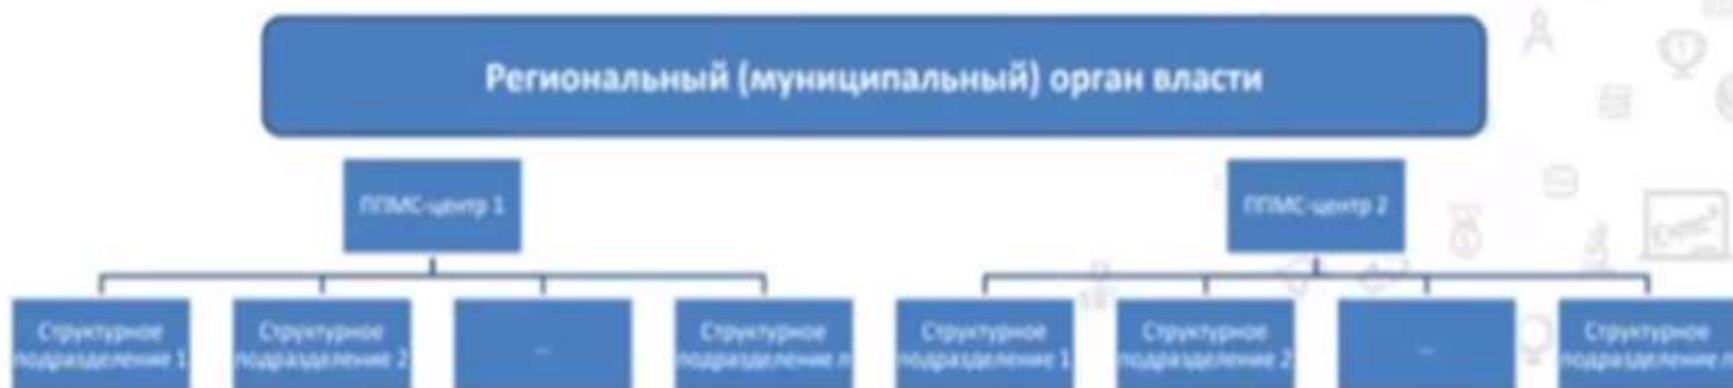 Региональный (муниципальный) орган власти
ППМС-центр 1
ППМС-центр 2
Структурное
подразделение 1
Структурное
подразделение 2
...
Структурное
подразделение n
Структурное
подразделение 1
Структурное
подразделение 2
...
Структурное
подразделение n